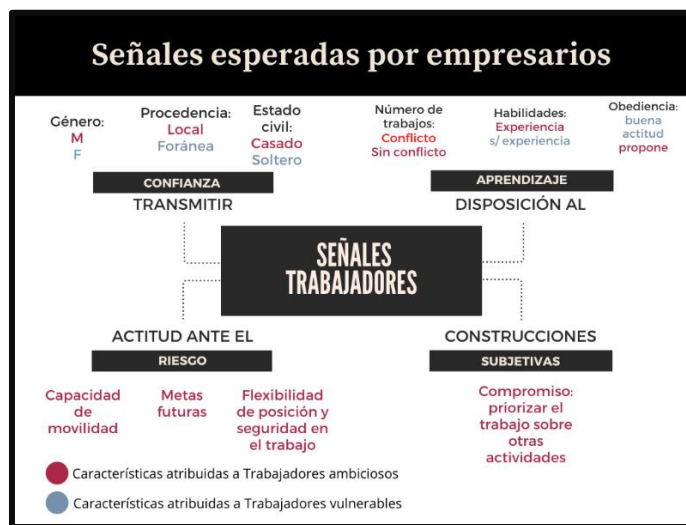 Señales esperadas por empresarios
Género:
M
F
Procedencia:
Local
Foránea
Estado
civil:
Casado
Soltero
CONFIANZA
TRANSMITIR
Número de
trabajos:
Conflicto
Sin conflicto
Habilidades:
Experiencia
s/ experiencia
Obediencia:
buena
actitud
propone
APRENDIZAJE
DISPOSICIÓN AL
SEÑALES
TRABAJADORES
ACTITUD ANTE EL
RIESGO
Capacidad
de
movilidad
Metas
futuras
Flexibilidad
de posición y
seguridad en
el trabajo
CONSTRUCCIONES
SUBJETIVAS
Compromiso:
priorizar el
trabajo sobre
otras
actividades
Características atribuidas a Trabajadores ambiciosos
Características atribuidas a Trabajadores vulnerables